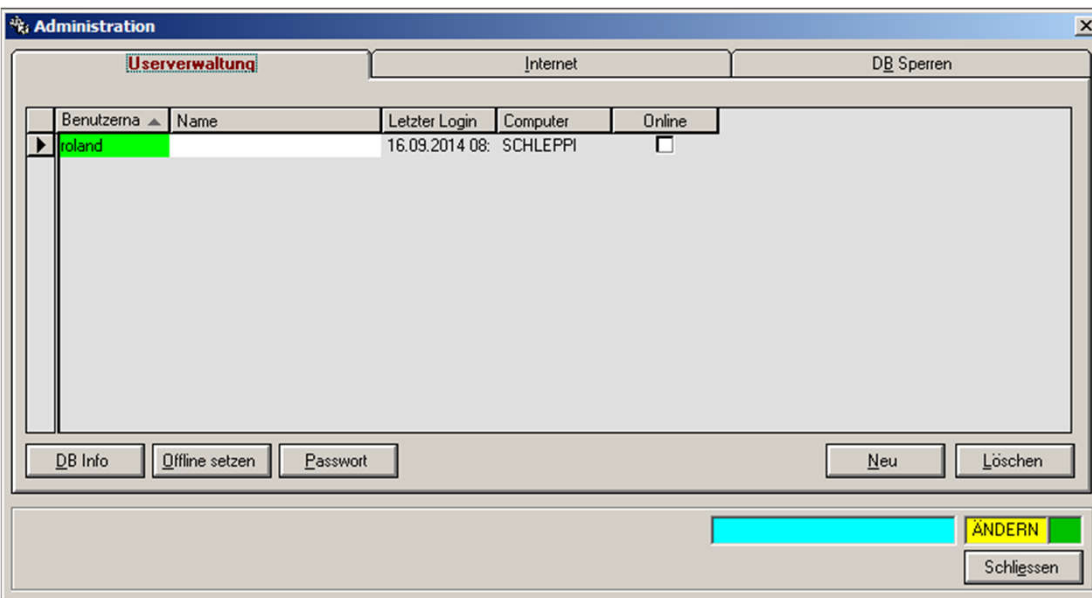 Administration
Userverwaltung Internet DB Sperren
Benutzerna Name Letzter Login Computer Online
roland 16.09.2014 08: SCHLEPPI
DB Info Offline setzen Passwort Neu Löschen
ÄNDERN
Schliessen